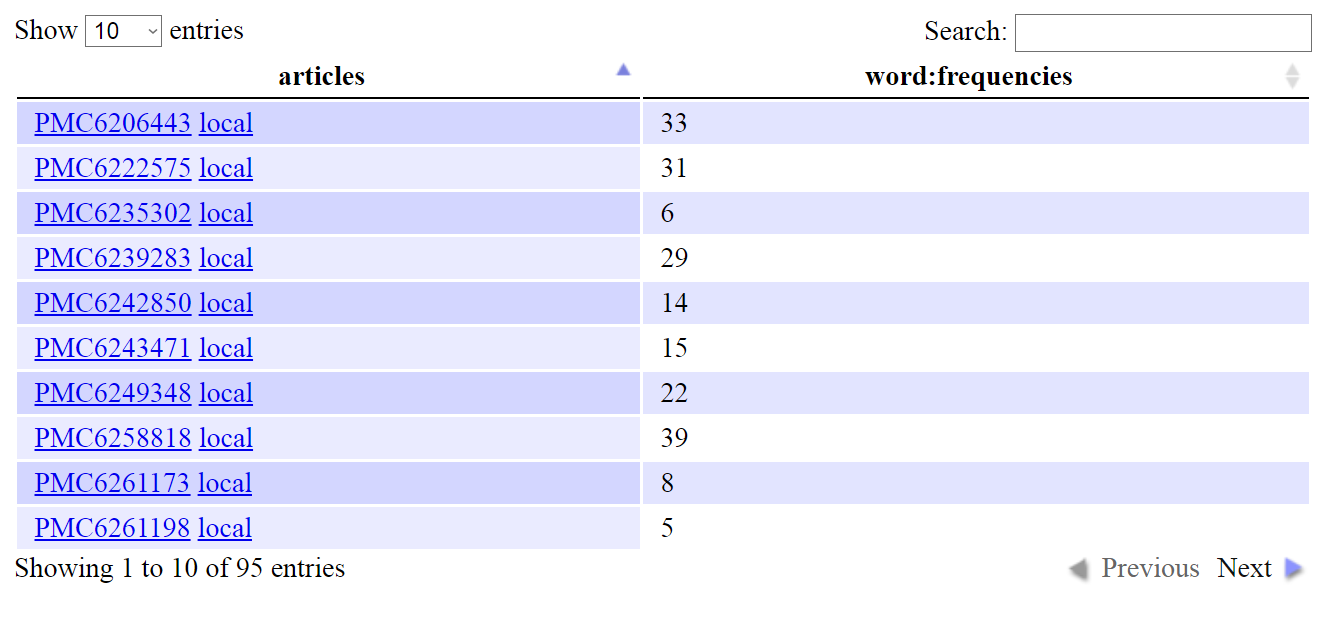 Show 10 entries Search:
articles word:frequencies
PMC6206443 local 33
PMC6222575 local 31
PMC6235302 local 6
PMC6239283 local 29
PMC6242850 local 14
PMC6243471 local 15
PMC6249348 local 22
PMC6258818 local 39
PMC6261173 local 8
PMC6261198 local 5
Showing 1 to 10 of 95 entries Previous Next